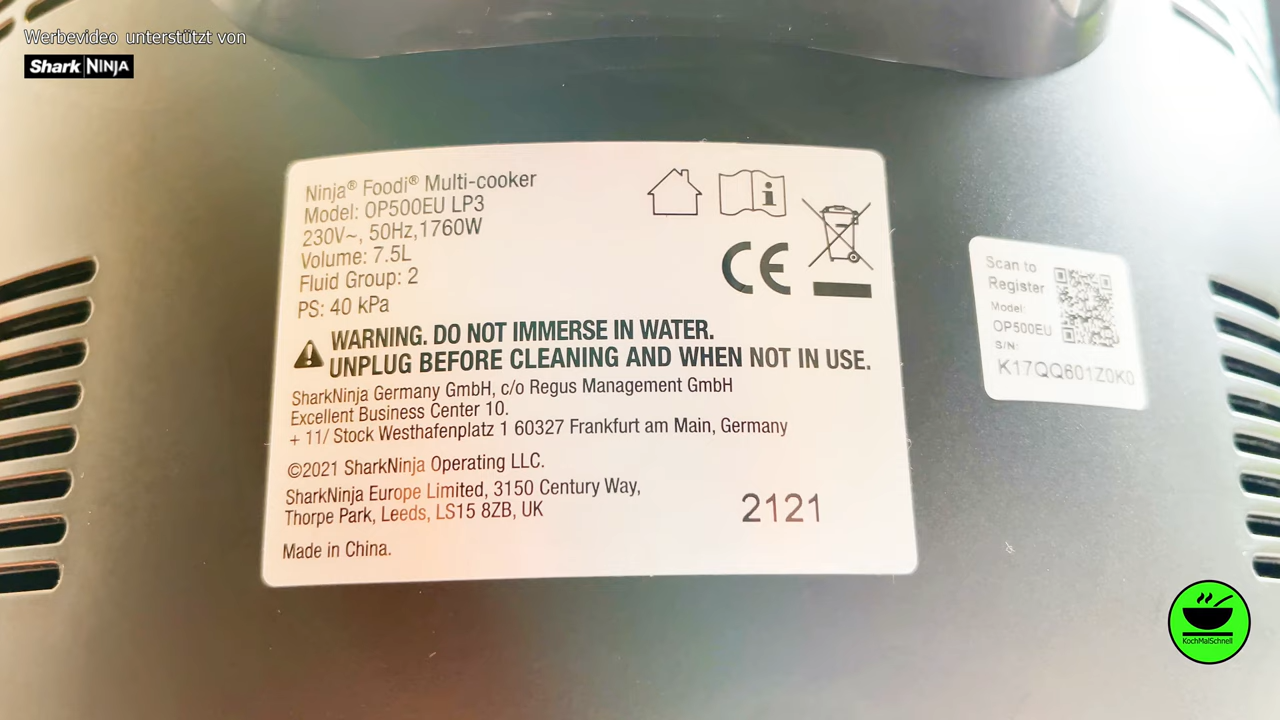 Werbevideo unterstützt von
Shark NINJA
Ninja® Foodi® Multi-cooker
Model: OP500EU LP3
230V~, 50Hz,1760W
Volume: 7.5L
Fluid Group: 2
PS: 40 kPa
CE
WARNING. DO NOT IMMERSE IN WATER.
UNPLUG BEFORE CLEANING AND WHEN NOT IN USE.
SharkNinja Germany GmbH, c/o Regus Management GmbH
Excellent Business Center 10.
+ 11/ Stock Westhafenplatz 1 60327 Frankfurt am Main, Germany
©2021 SharkNinja Operating LLC.
SharkNinja Europe Limited, 3150 Century Way,
Thorpe Park, Leeds, LS15 8ZB, UK
2121
Made in China.
Scan to
Register
Model:
OP500EU
S/N:
K17QQ601Z0K0
KochMalSchnell